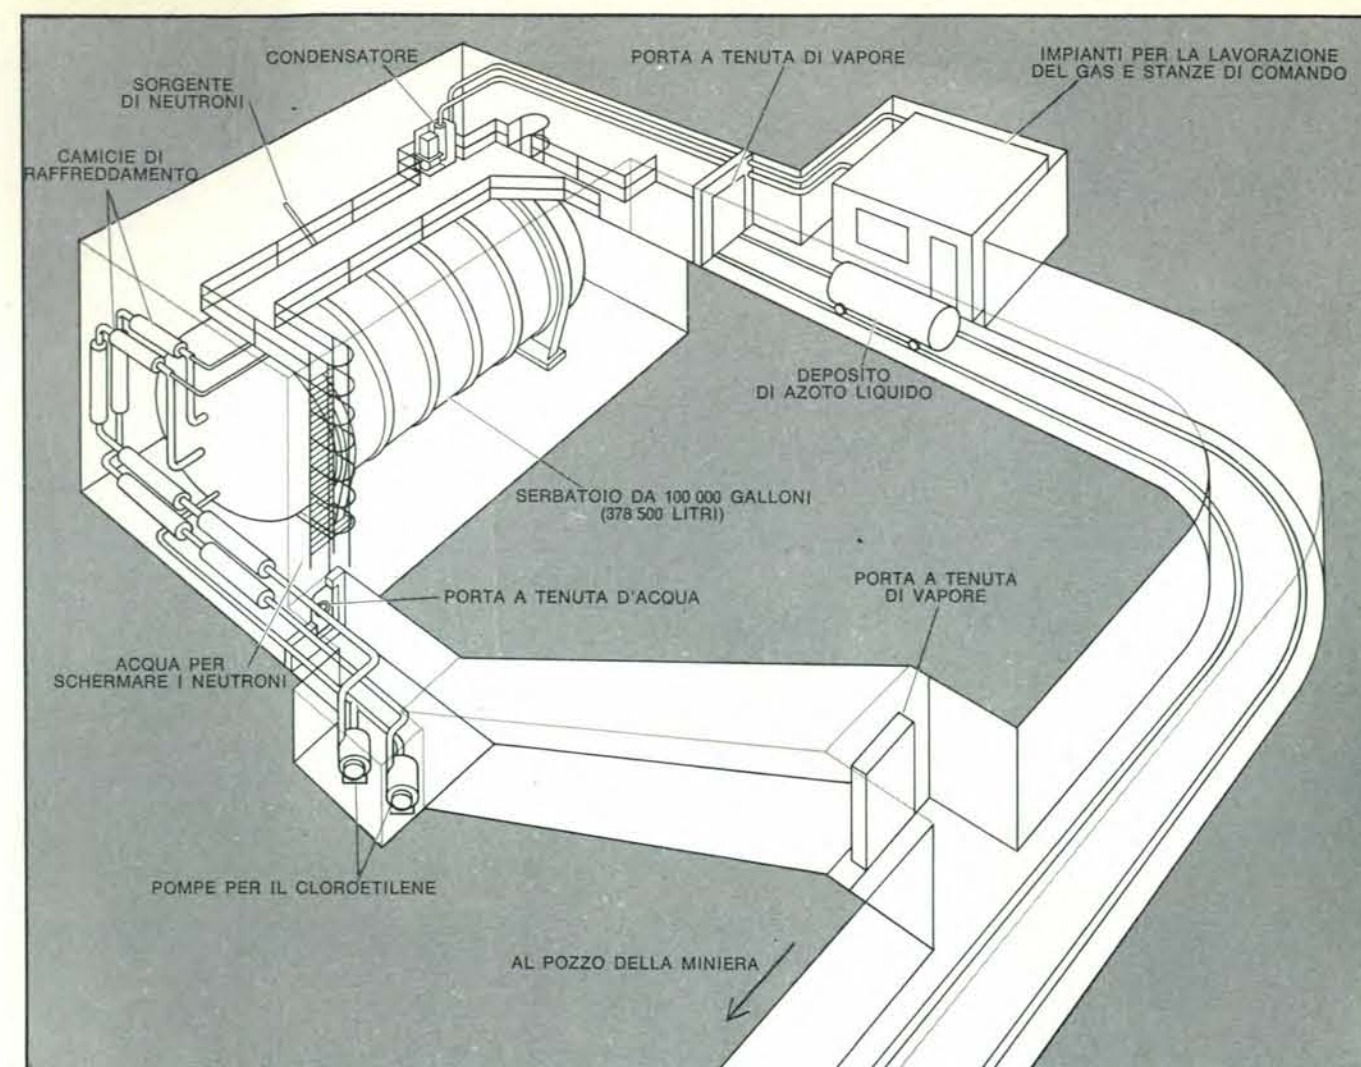 CONDENSATORE
PORTA A TENUTA DI VAPORE
IMPIANTI PER LA LAVORAZIONE
DEL GAS E STANZE DI COMANDO
SORGENTE
DI NEUTRONI
CAMICIE DI
RAFFREDDAMENTO
DEPOSITO
DI AZOTO LIQUIDO
SERBATOIO DA 100 000 GALLONI
(378 500 LITRI)
PORTA A TENUTA D'ACQUA
PORTA A TENUTA
DI VAPORE
ACQUA PER
SCHERMARE I NEUTRONI
POMPE PER IL CLOROETILENE
AL POZZO DELLA MINIERA